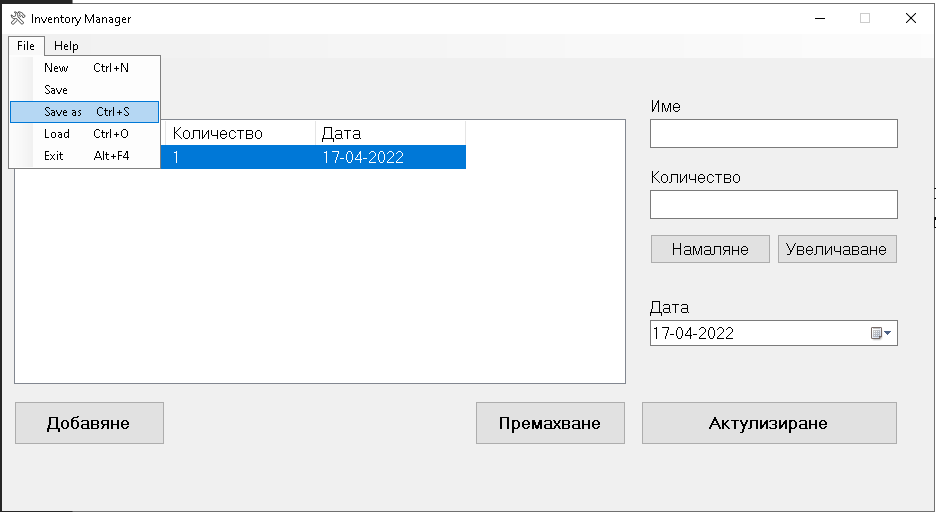 Inventory Manager
File Help
New Ctrl+N
Save
Save as Ctrl+S
Load Ctrl+O
Exit Alt+F4
Количество Дата
1 17-04-2022
Име
Количество
Намаляне Увеличаване
Дата
17-04-2022
Добавяне Премахване Актулизиране